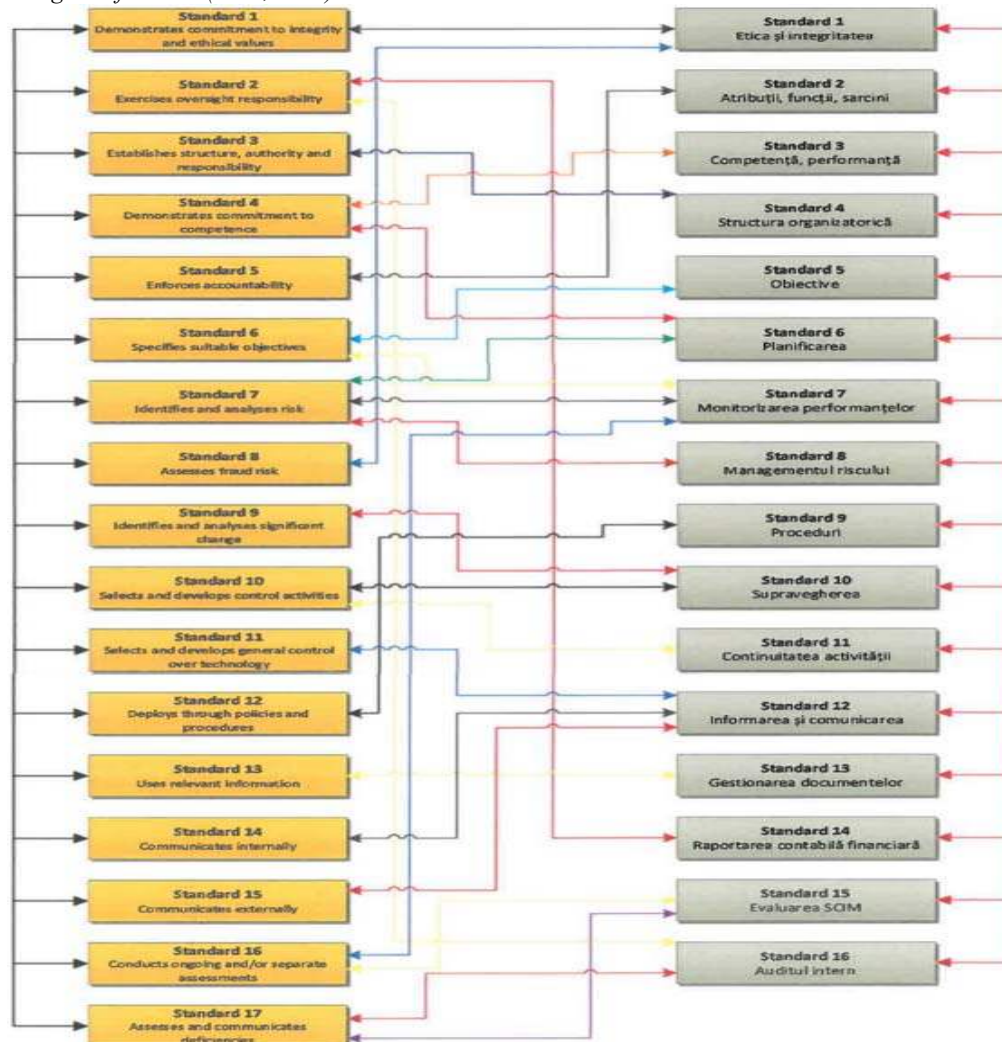 Standard 1
Demonstrates commitment to integrity
and ethical values
Standard 2
Exercises oversight responsibility
Standard 3
Establishes structure, authority and
responsibility
Standard 4
Demonstrates commitment to
competence
Standard 5
Enforces accountability
Standard 6
Specifies suitable objectives
Standard 7
Identifies and analyses risk
Standard 8
Assesses fraud risk
Standard 9
Identifies and analyses significant
change
Standard 10
Selects and develops control activities
Standard 11
Selects and develops general control
over technology
Standard 12
Deploys through policies and
procedures
Standard 13
Uses relevant information
Standard 14
Communicates internally
Standard 15
Communicates externally
Standard 16
Conducts ongoing and/or separate
assessments
Standard 17
Assesses and communicates
deficiencies
Standard 1
Etica și integritatea
Standard 2
Atribuții, funcții, sarcini
Standard 3
Competență, performanță
Standard 4
Structura organizatorică
Standard 5
Obiective
Standard 6
Planificarea
Standard 7
Monitorizarea performanțelor
Standard 8
Managementul riscului
Standard 9
Proceduri
Standard 10
Supravegherea
Standard 11
Continuitatea activității
Standard 12
Informarea și comunicarea
Standard 13
Gestionarea documentelor
Standard 14
Raportarea contabilă financiară
Standard 15
Evaluarea SCIM
Standard 16
Auditul intern